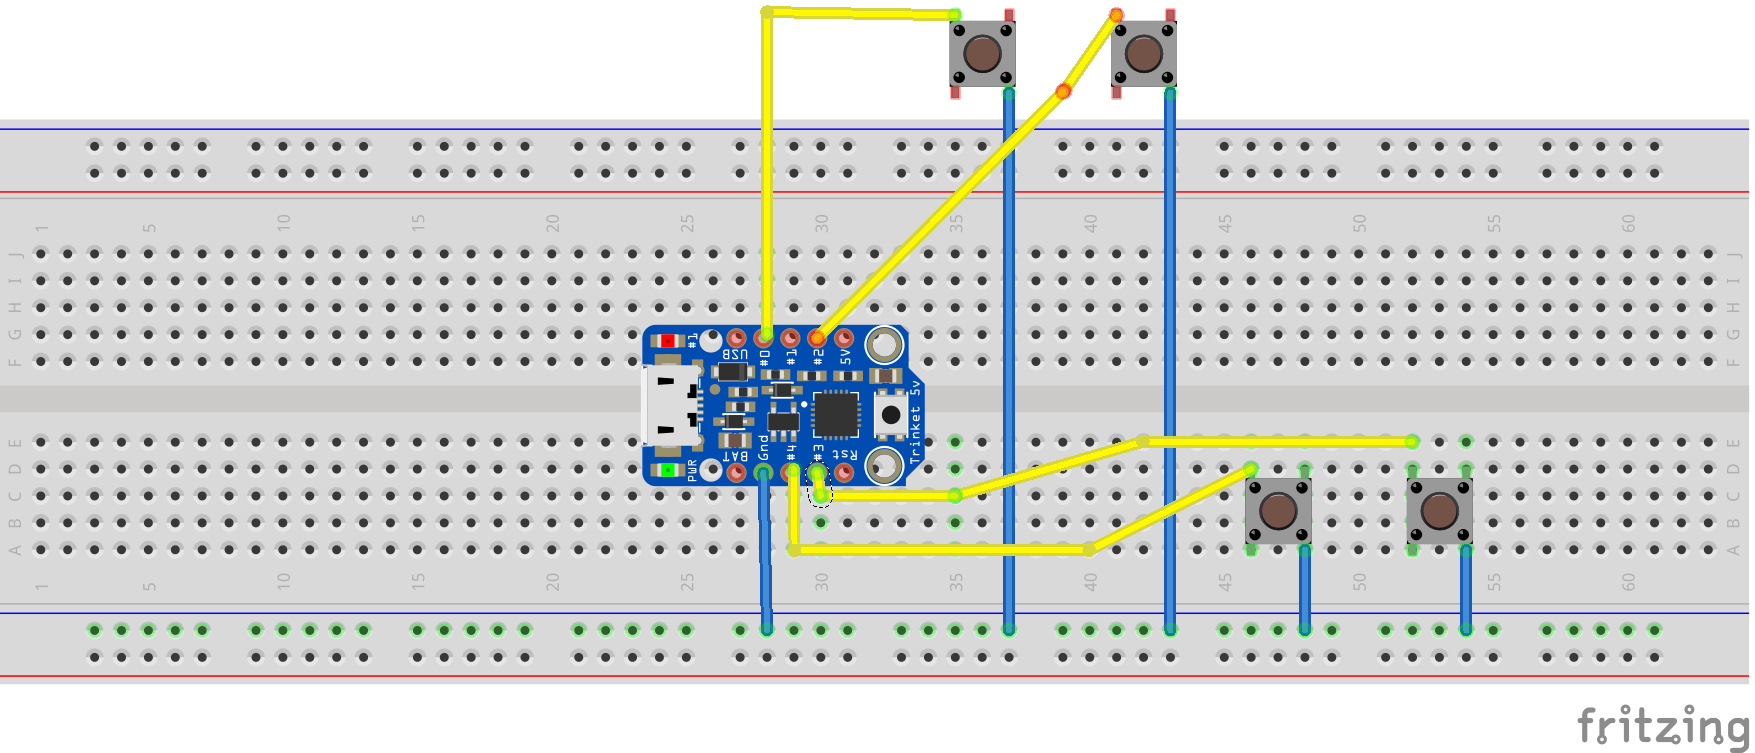 1 5 10 15 20 25 30 35 40 45 50 55 60
J J
I I
H H
G G
F F
#1 USB #0 #1 #2 5V
Trinket 5v
PWR BAT Gnd #4 #3 Rst
E E
D D
C C
B B
A A
1 5 10 15 20 25 30 35 40 45 50 55 60
fritzing